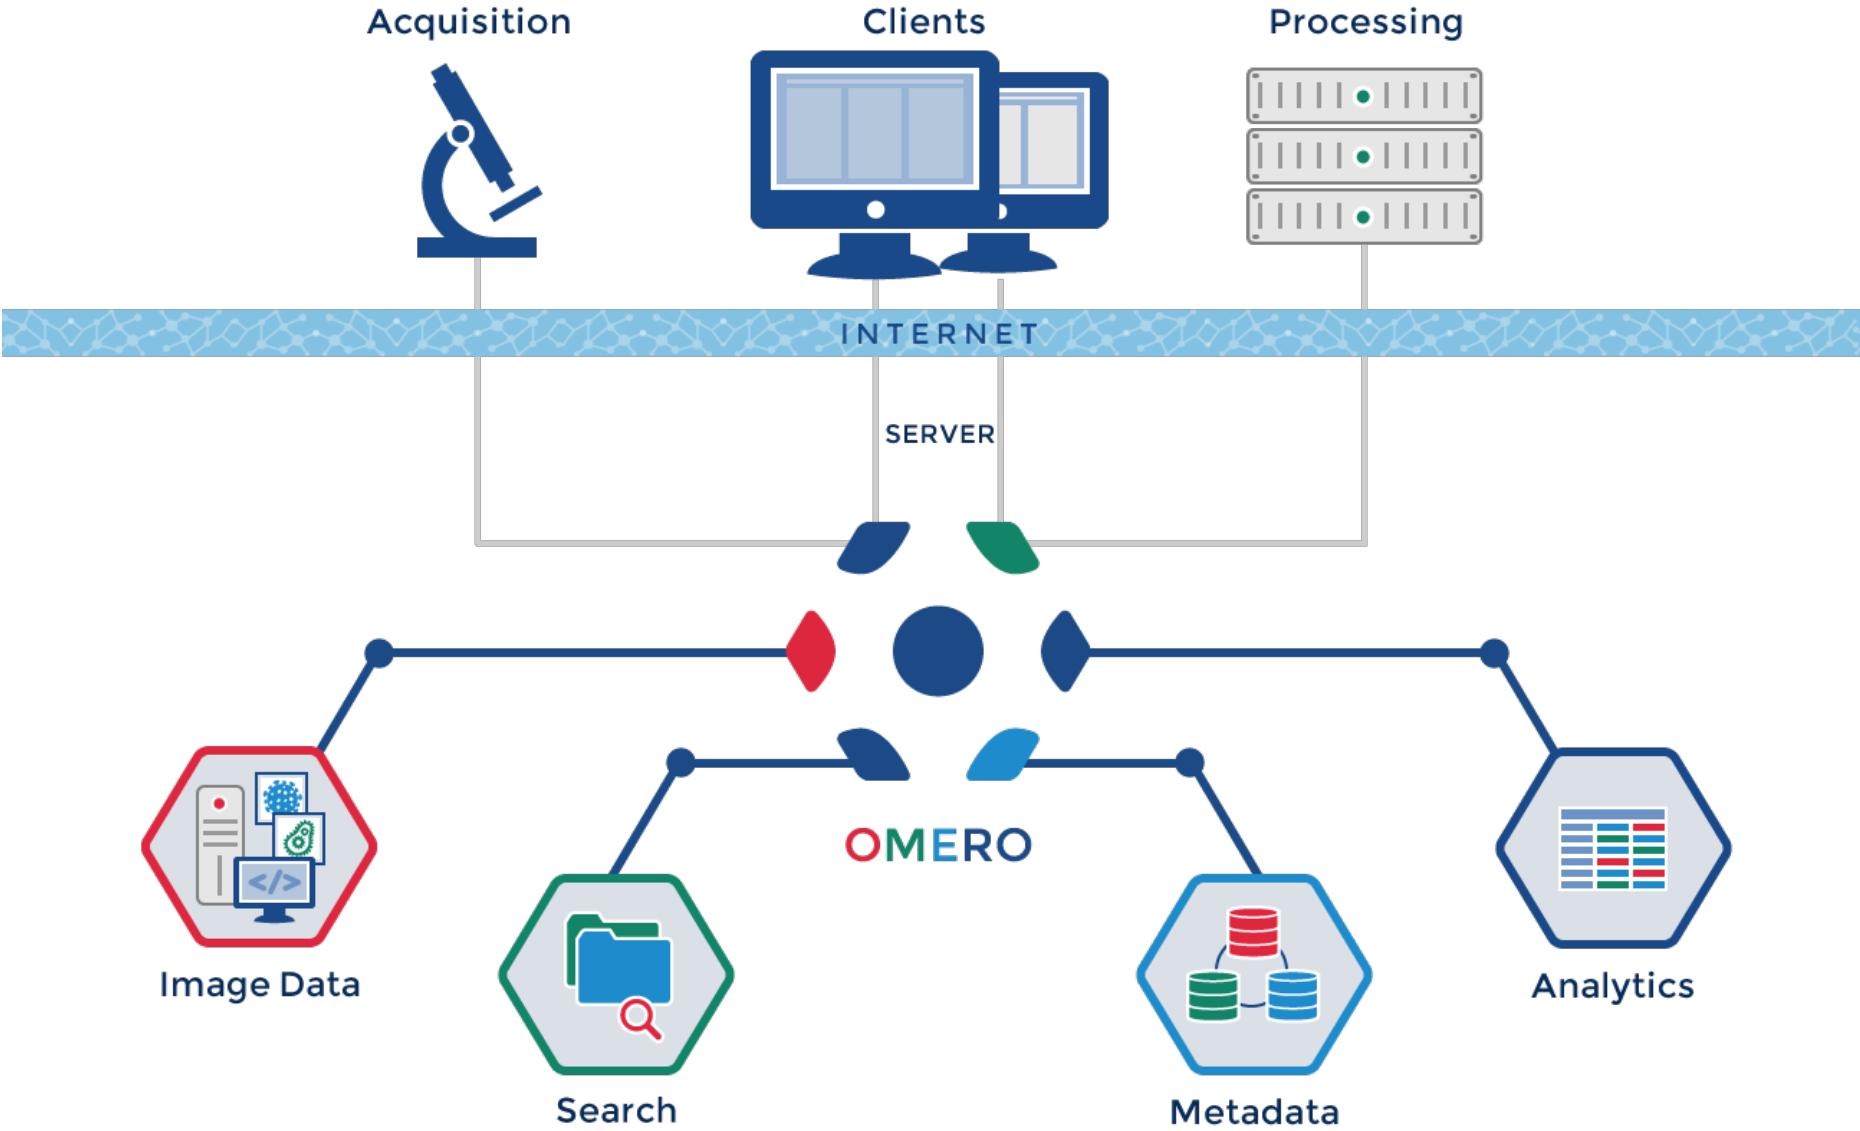 Acquisition
Clients
Processing
INTERNET
SERVER
</>
OMERO
Image Data
Analytics
Search
Metadata